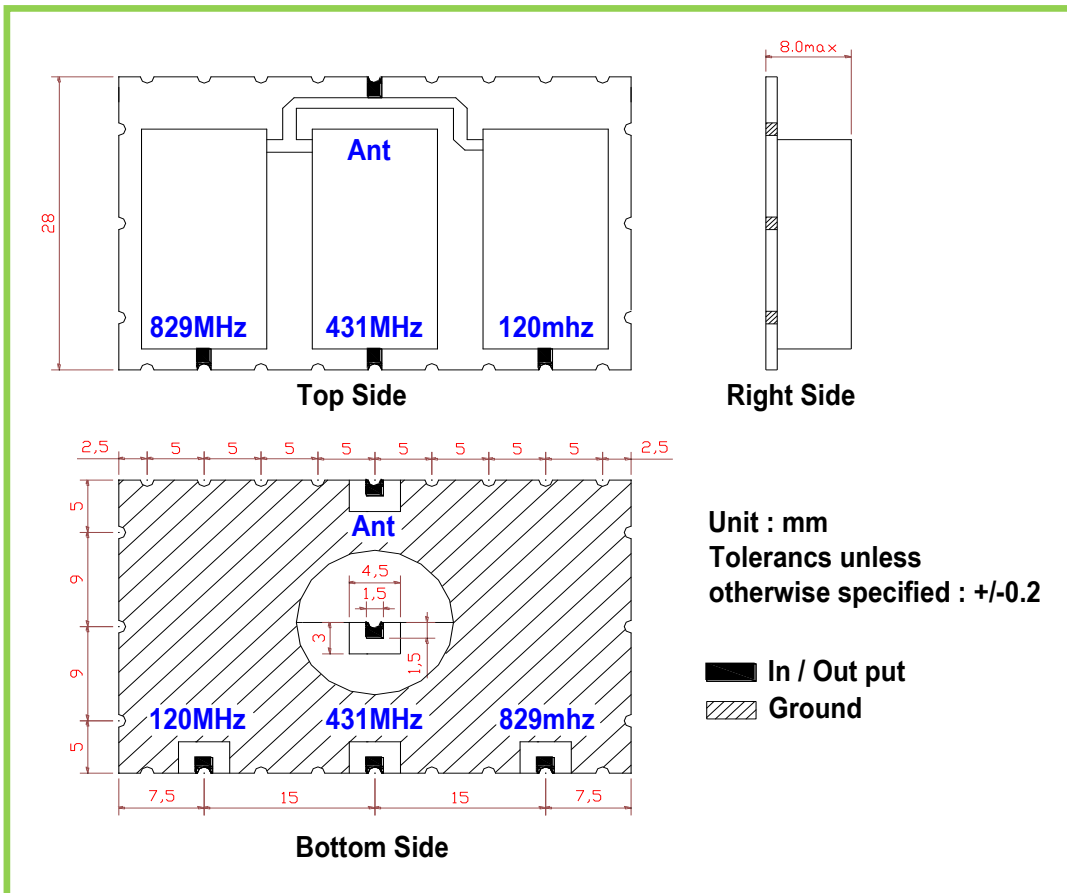 8.0max
28
Ant
829MHz 431MHz 120mhz
Top Side
Right Side
2,5 5 5 5 5 5 5 5 5 2,5
5
9
9
5
Ant
4,5
1,5
3
1,5
120MHz 431MHz 829mhz
7,5 15 15 7,5
Bottom Side
Unit : mm
Tolerancs unless
otherwise specified : +/-0.2
In / Out put
Ground